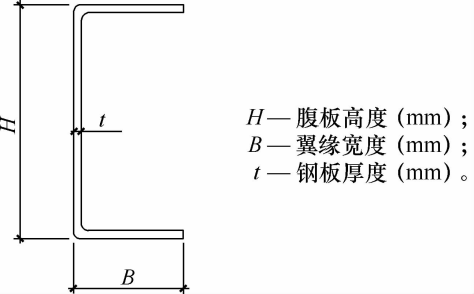 H
t
B
H— 腹板高度 (mm)；
B— 翼缘宽度 (mm)；
t — 钢板厚度 (mm)。